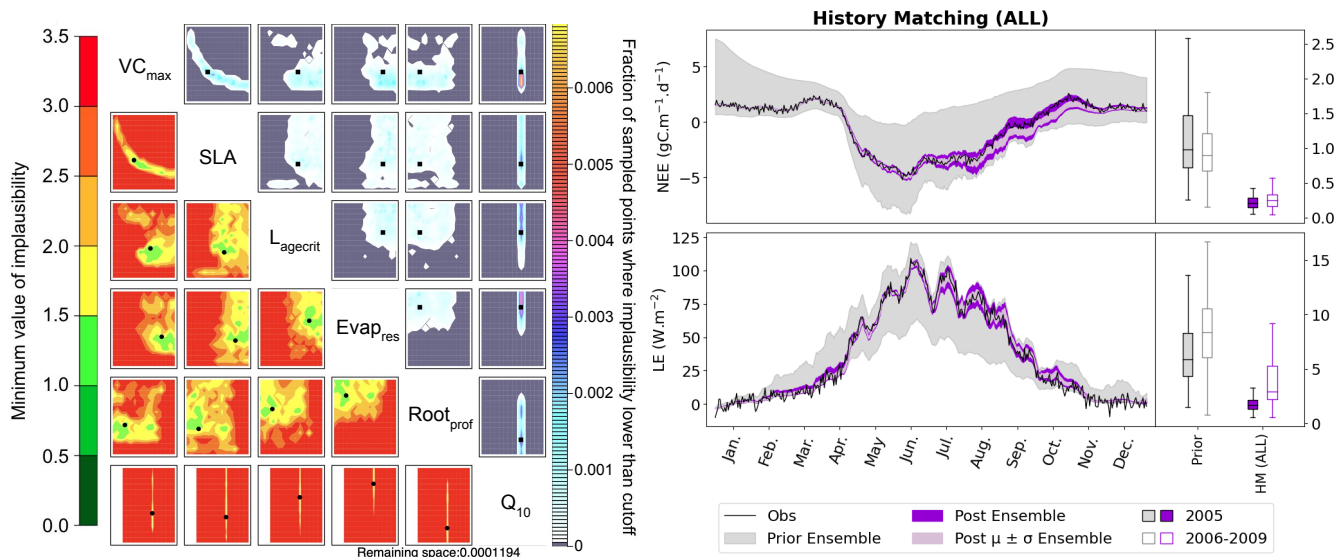 History Matching (ALL)
Minimum value of implausibility
3.5
3.0
2.5
2.0
1.5
1.0
0.5
0.0
VCmax
SLA
Lagecrit
Evapres
Rootprof
Q10
Remaining space:0.0001194
0.006
0.005
0.004
0.003
0.002
0.001
0
Fraction of sampled points where implausibility lower than cutoff
NEE (gC.m⁻¹.d⁻¹)
5
0
−5
2.5
2.0
1.5
1.0
0.5
0.0
LE (W.m⁻²)
125
100
75
50
25
0
15
10
5
0
Jan.
Feb.
Mar.
Apr.
May
Jun.
Jul.
Aug.
Sep.
Oct.
Nov.
Dec.
Prior
HM (ALL)
Obs
Prior Ensemble
Post Ensemble
Post μ ± σ Ensemble
2005
2006-2009